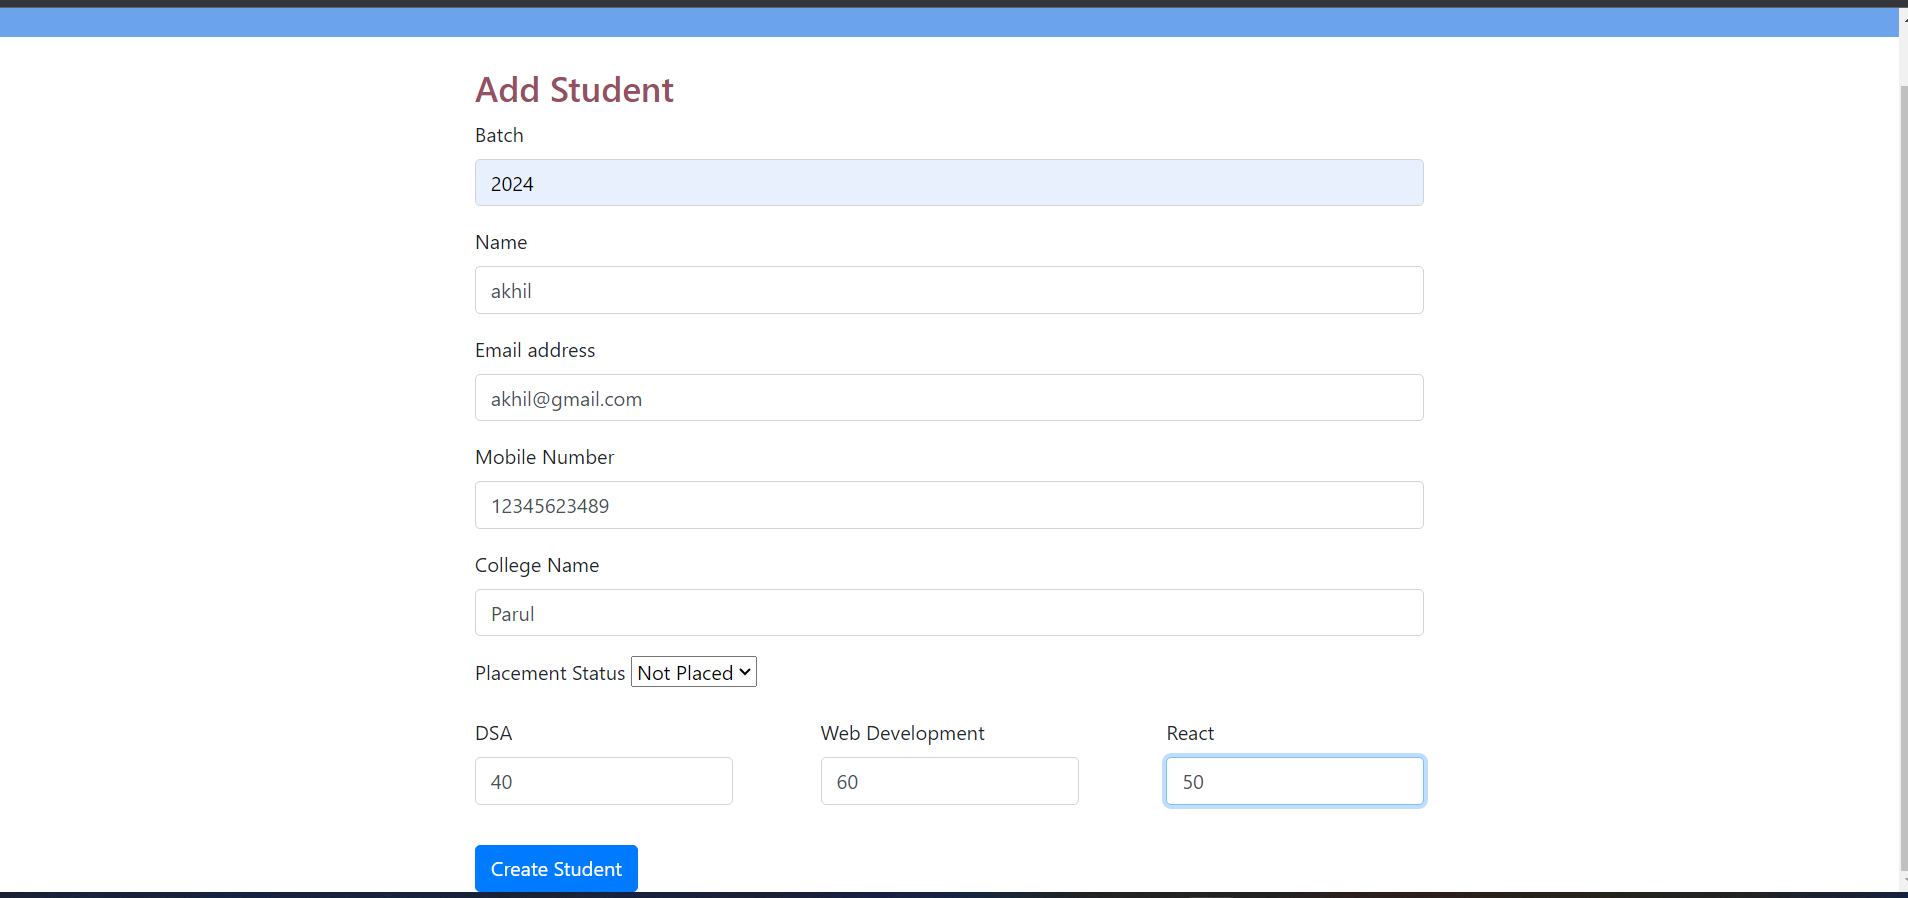 Add Student
Batch
2024
Name
akhil
Email address
akhil@gmail.com
Mobile Number
12345623489
College Name
Parul
Placement Status Not Placed
DSA Web Development React
40 60 50
Create Student